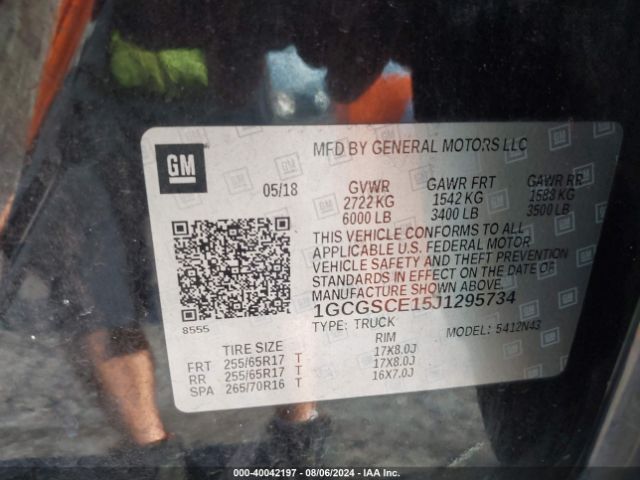 GM
MFD BY GENERAL MOTORS LLC
05/18
GVWR GAWR FRT GAWR RR
2722 KG 1542 KG 1588 KG
6000 LB 3400 LB 3500 LB
THIS VEHICLE CONFORMS TO ALL
APPLICABLE U.S. FEDERAL MOTOR
VEHICLE SAFETY AND THEFT PREVENTION
STANDARDS IN EFFECT ON THE DATE OF
MANUFACTURE SHOWN ABOVE.
8555
1GCGSCE15J1295734
TYPE: TRUCK MODEL: 5412N43
TIRE SIZE RIM
FRT 255/65R17 T 17X8.0J
RR 255/65R17 T 17X8.0J
SPA 265/70R16 T 16X7.0J
000-40042197 - 08/06/2024 - IAA Inc.